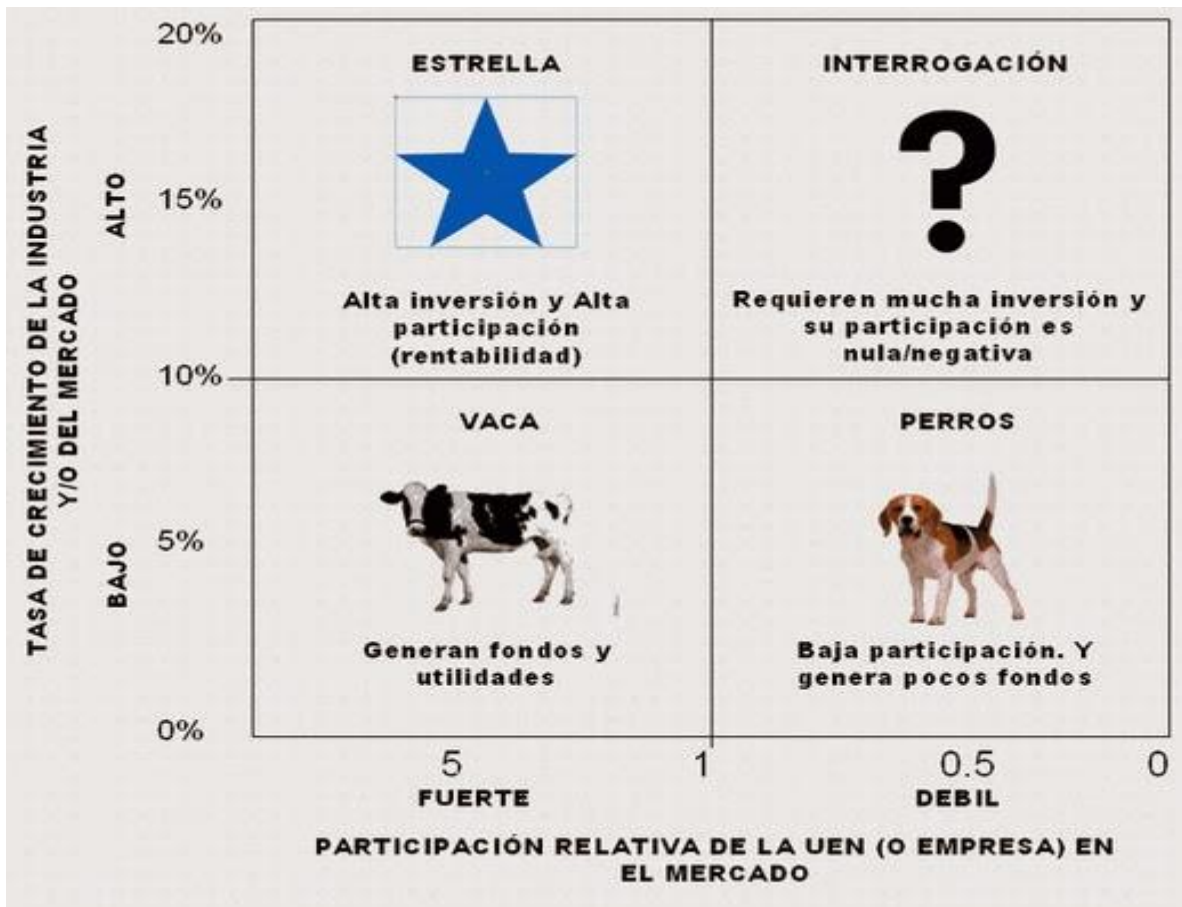 TASA DE CRECIMIENTO DE LA INDUSTRIA
Y/O DEL MERCADO
ALTO
BAJO
20%
15%
10%
5%
0%
ESTRELLA
Alta inversión y Alta
participación
(rentabilidad)
INTERROGACIÓN
?
Requieren mucha inversión y
su participación es
nula/negativa
VACA
Generan fondos y
utilidades
PERROS
Baja participación. Y
genera pocos fondos
5
1
0.5
0
FUERTE
DEBIL
PARTICIPACIÓN RELATIVA DE LA UEN (O EMPRESA) EN
EL MERCADO